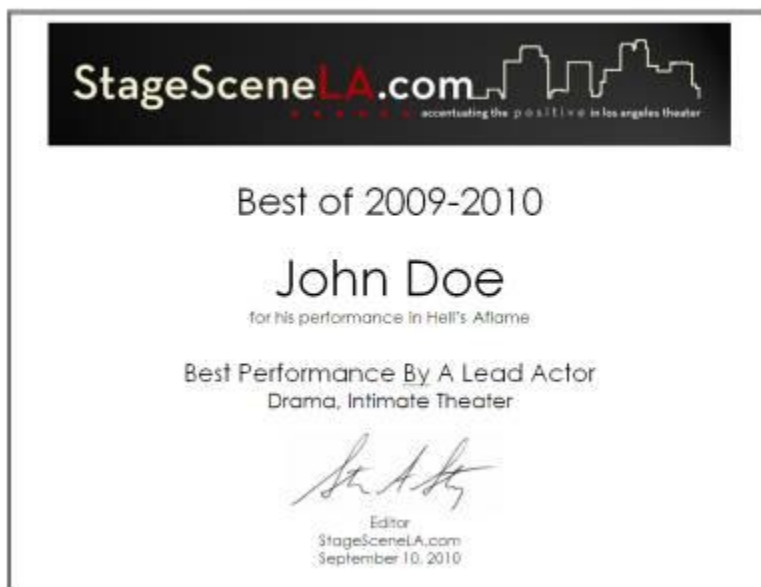 StageSceneLA.com
accentuating the positive in los angeles theater
Best of 2009-2010
John Doe
for his performance in Hell's Aflame
Best Performance By A Lead Actor
Drama, Intimate Theater
Editor
StageSceneLA.com
September 10, 2010